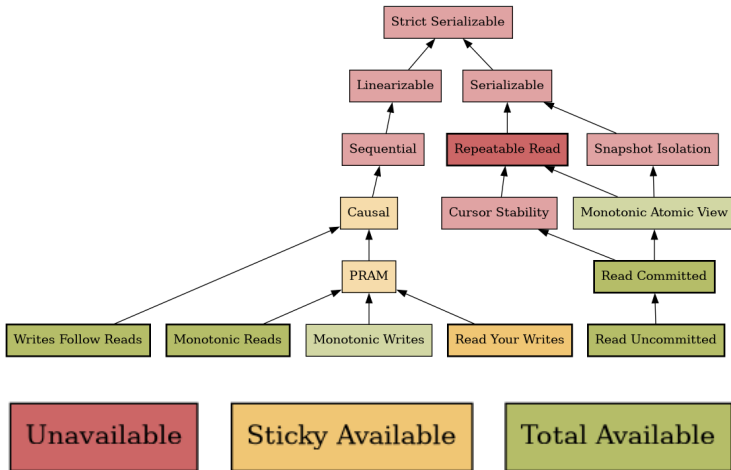 Strict Serializable
Linearizable
Serializable
Sequential
Repeatable Read
Snapshot Isolation
Causal
Cursor Stability
Monotonic Atomic View
PRAM
Read Committed
Writes Follow Reads
Monotonic Reads
Monotonic Writes
Read Your Writes
Read Uncommitted
Unavailable
Sticky Available
Total Available